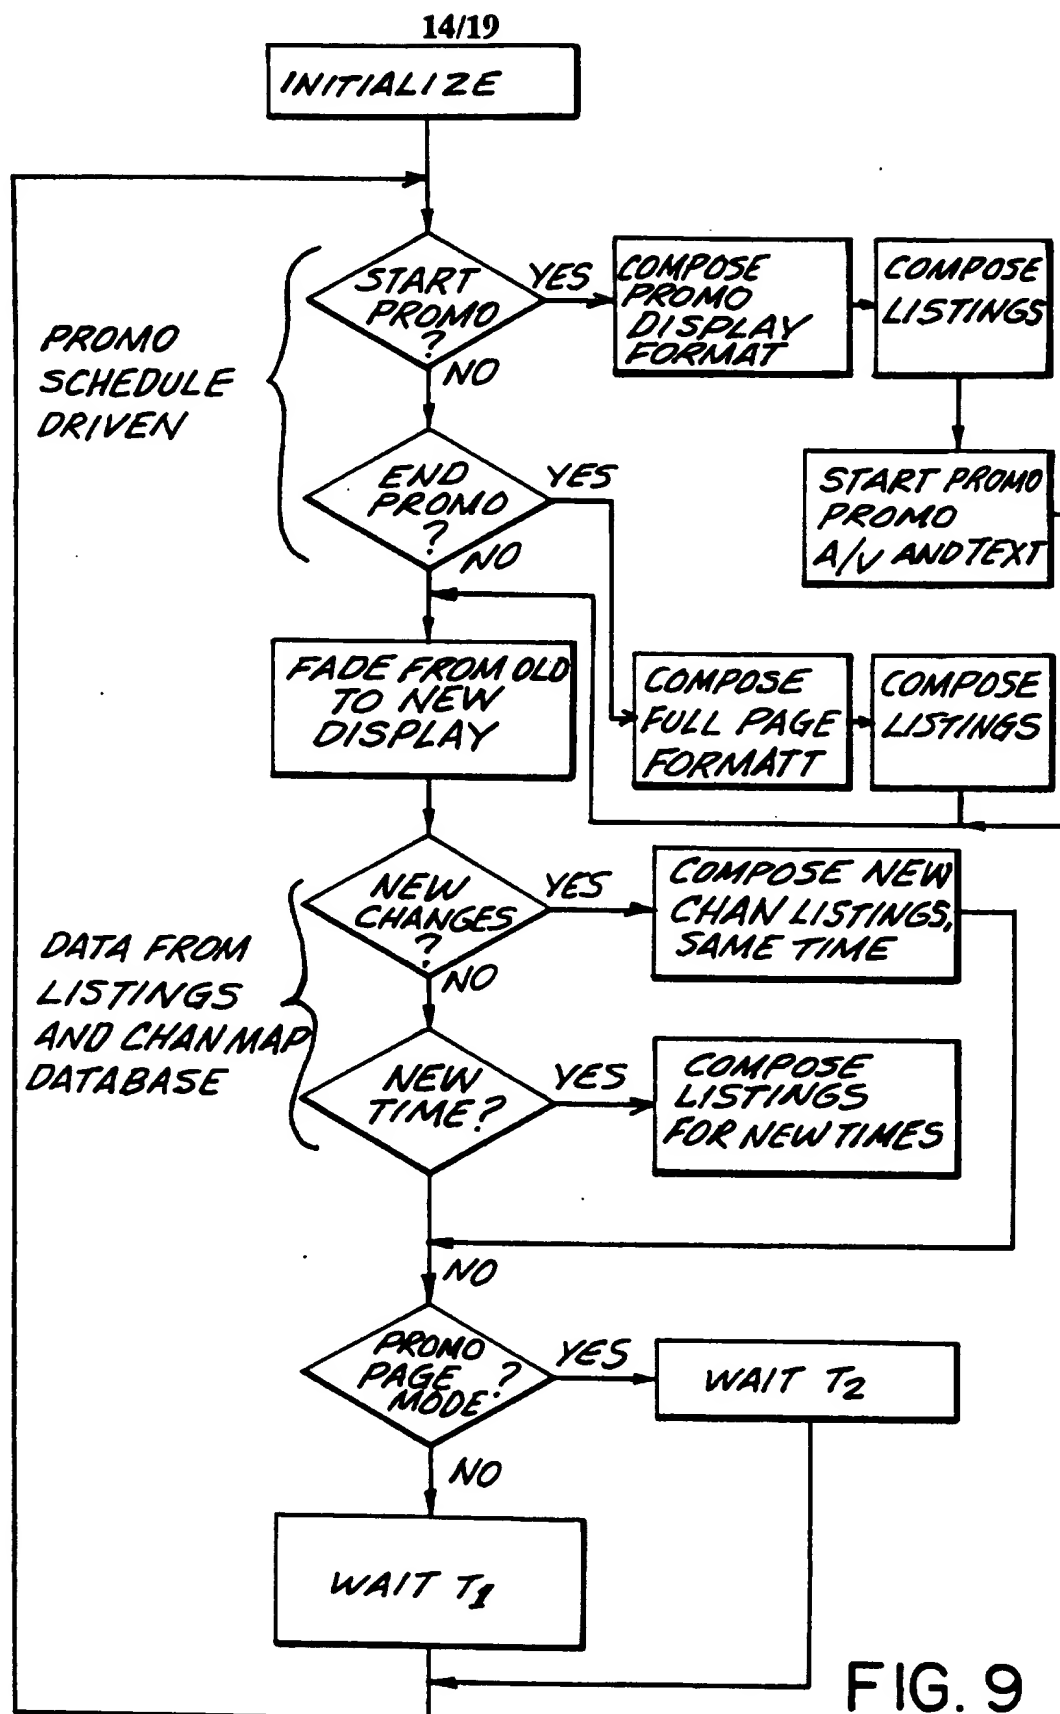 14/19
INITIALIZE
START
PROMO
?
YES
NO
COMPOSE
PROMO
DISPLAY
FORMAT
COMPOSE
LISTINGS
PROMO
SCHEDULE
DRIVEN
END
PROMO
?
YES
NO
START PROMO
PROMO
A/V AND TEXT
FADE FROM OLD
TO NEW
DISPLAY
COMPOSE
FULL PAGE
FORMATT
COMPOSE
LISTINGS
NEW
CHANGES
?
YES
NO
COMPOSE NEW
CHAN LISTINGS,
SAME TIME
DATA FROM
LISTINGS
AND CHAN MAP
DATABASE
NEW
TIME?
YES
COMPOSE
LISTINGS
FOR NEW TIMES
NO
PROMO
PAGE ?
MODE
YES
NO
WAIT T2
WAIT T1
FIG. 9